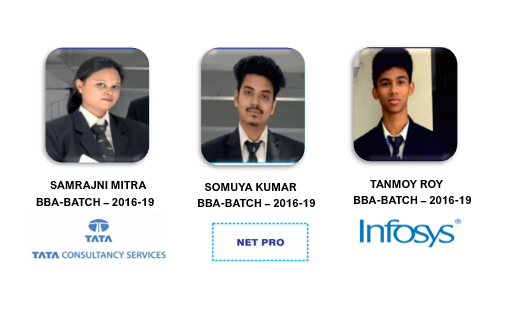 SAMRAJNI MITRA
BBA-BATCH – 2016-19
TATA
TATA CONSULTANCY SERVICES
SOMUYA KUMAR
BBA-BATCH – 2016-19
NET PRO
TANMOY ROY
BBA-BATCH – 2016-19
Infosys®